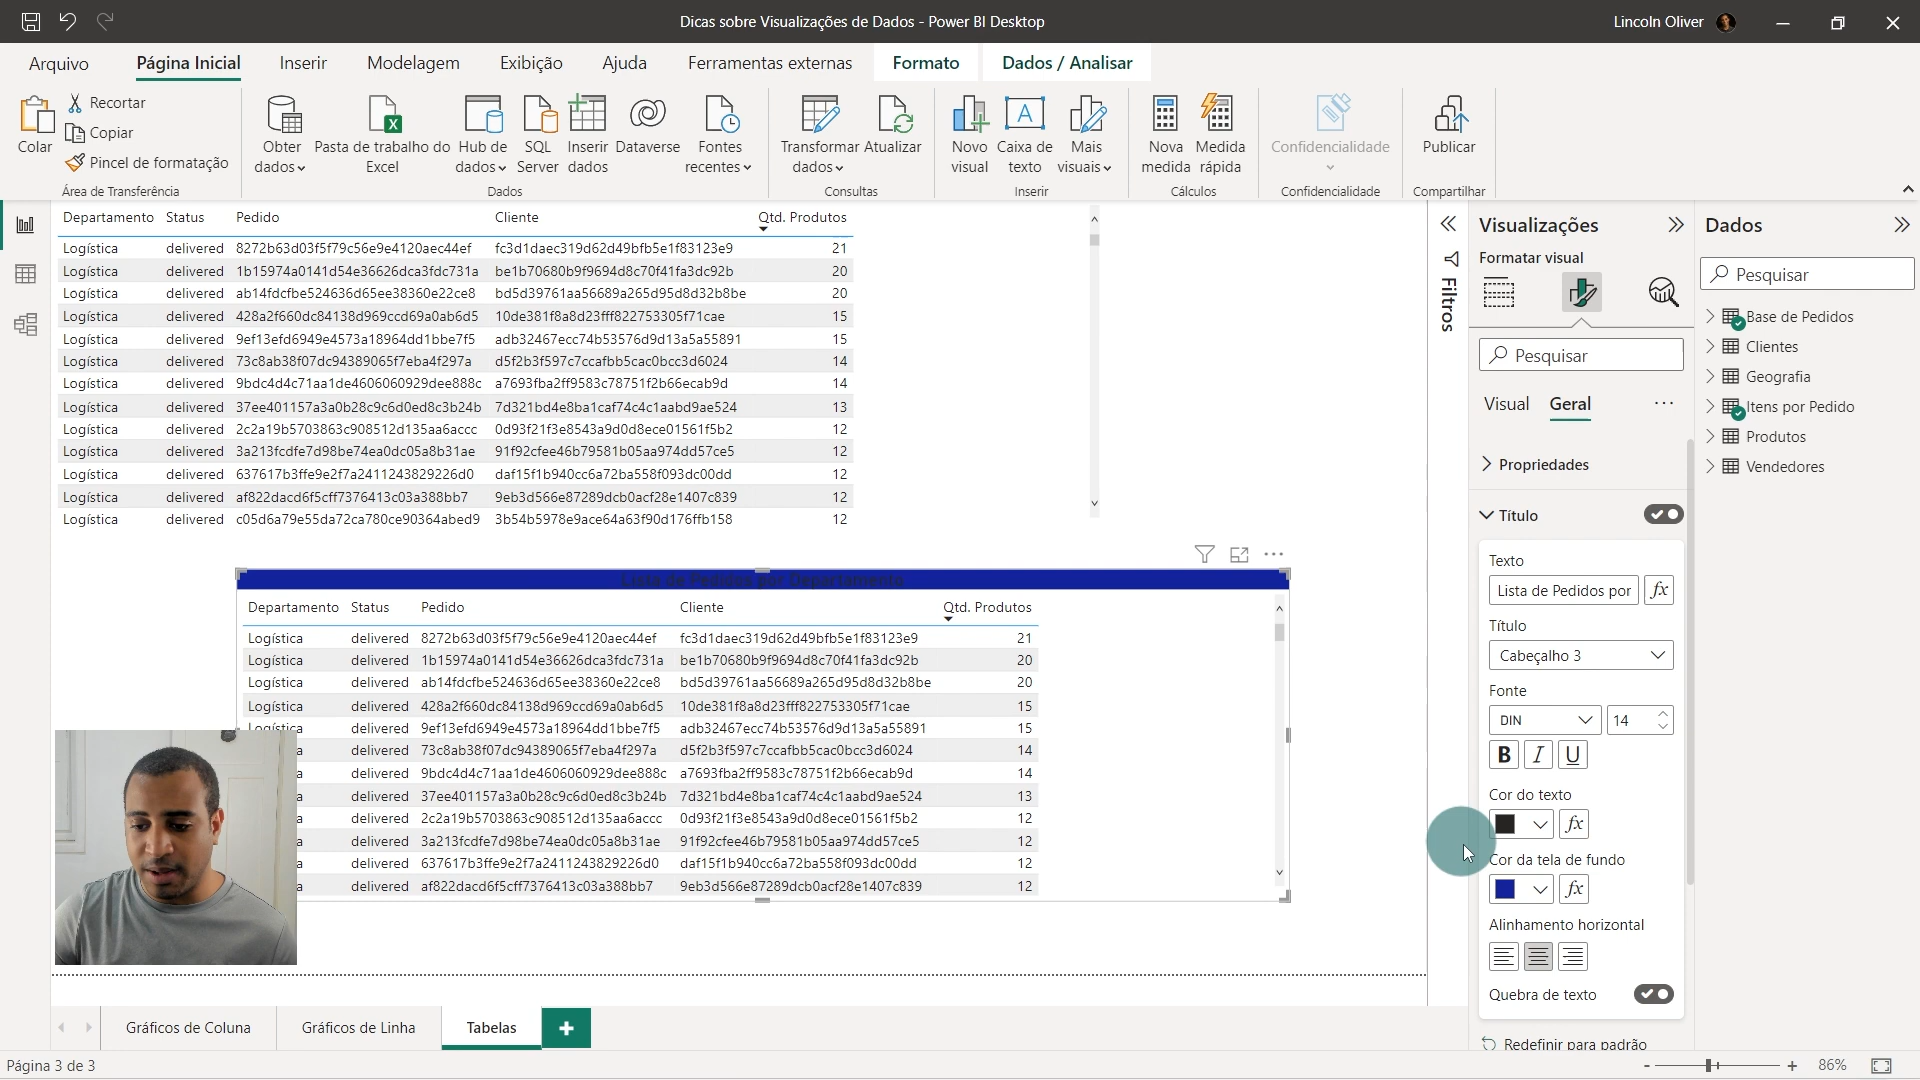 Dicas sobre Visualizações de Dados - Power BI Desktop
Lincoln Oliver
Arquivo Página Inicial Inserir Modelagem Exibição Ajuda Ferramentas externas Formato Dados / Analisar
Colar
Recortar
Copiar
Pincel de formatação
Área de Transferência
Obter dados
Pasta de trabalho do Excel
Hub de dados
SQL Server
Inserir dados
Dataverse
Fontes recentes
Dados
Transformar dados
Atualizar
Consultas
Novo visual
Caixa de texto
Mais visuais
Inserir
Nova medida
Medida rápida
Cálculos
Confidencialidade
Confidencialidade
Publicar
Compartilhar
Departamento Status Pedido Cliente Qtd. Produtos
Logística delivered 8272b63d03f5f79c56e9e4120aec44ef fc3d1daec319d62d49bfb5e1f83123e9 21
Logística delivered 1b15974a0141d54e36626dca3fdc731a be1b70680b9f9694d8c70f41fa3dc92b 20
Logística delivered ab14fdcfbe524636d65ee38360e22ce8 bd5d39761aa56689a265d95d8d32b8be 20
Logística delivered 428a2f660dc84138d969ccd69a0ab6d5 10de381f8a8d23fff822753305f71cae 15
Logística delivered 9ef13efd6949e4573a18964dd1bbe7f5 adb32467ecc74b53576d9d13a5a55891 15
Logística delivered 73c8ab38f07dc94389065f7eba4f297a d5f2b3f597c7ccafbb5cac0bcc3d6024 14
Logística delivered 9bdc4d4c71aa1de4606060929dee888c a7693fba2ff9583c78751f2b66ecab9d 14
Logística delivered 37ee401157a3a0b28c9c6d0ed8c3b24b 7d321bd4e8ba1caf74c4c1aabd9ae524 13
Logística delivered 2c2a19b5703863c908512d135aa6accc 0d93f21f3e8543a9d0d8ece01561f5b2 12
Logística delivered 3a213fcdfe7d98be74ea0dc05a8b31ae 91f92cfee46b79581b05aa974dd57ce5 12
Logística delivered 637617b3ffe9e2f7a2411243829226d0 daf15f1b940cc6a72ba558f093dc00dd 12
Logística delivered af822dacd6f5cff7376413c03a388bb7 9eb3d566e87289dcb0acf28e1407c839 12
Logística delivered c05d6a79e55da72ca780ce90364abed9 3b54b5978e9ace64a63f90d176ffb158 12
Lista de Pedidos por Departamento
Departamento Status Pedido Cliente Qtd. Produtos
Logística delivered 8272b63d03f5f79c56e9e4120aec44ef fc3d1daec319d62d49bfb5e1f83123e9 21
Logística delivered 1b15974a0141d54e36626dca3fdc731a be1b70680b9f9694d8c70f41fa3dc92b 20
Logística delivered ab14fdcfbe524636d65ee38360e22ce8 bd5d39761aa56689a265d95d8d32b8be 20
Logística delivered 428a2f660dc84138d969ccd69a0ab6d5 10de381f8a8d23fff822753305f71cae 15
Logística delivered 9ef13efd6949e4573a18964dd1bbe7f5 adb32467ecc74b53576d9d13a5a55891 15
a delivered 73c8ab38f07dc94389065f7eba4f297a d5f2b3f597c7ccafbb5cac0bcc3d6024 14
a delivered 9bdc4d4c71aa1de4606060929dee888c a7693fba2ff9583c78751f2b66ecab9d 14
a delivered 37ee401157a3a0b28c9c6d0ed8c3b24b 7d321bd4e8ba1caf74c4c1aabd9ae524 13
a delivered 2c2a19b5703863c908512d135aa6accc 0d93f21f3e8543a9d0d8ece01561f5b2 12
a delivered 3a213fcdfe7d98be74ea0dc05a8b31ae 91f92cfee46b79581b05aa974dd57ce5 12
a delivered 637617b3ffe9e2f7a2411243829226d0 daf15f1b940cc6a72ba558f093dc00dd 12
a delivered af822dacd6f5cff7376413c03a388bb7 9eb3d566e87289dcb0acf28e1407c839 12
Filtros
Visualizações
Formatar visual
Pesquisar
Visual Geral
Propriedades
Título
Texto
Lista de Pedidos por fx
Título
Cabeçalho 3
Fonte
DIN 14
B I U
Cor do texto
fx
Cor da tela de fundo
fx
Alinhamento horizontal
Quebra de texto
Redefinir para padrão
Dados
Pesquisar
Base de Pedidos
Clientes
Geografia
Itens por Pedido
Produtos
Vendedores
Gráficos de Coluna Gráficos de Linha Tabelas
Página 3 de 3
86%